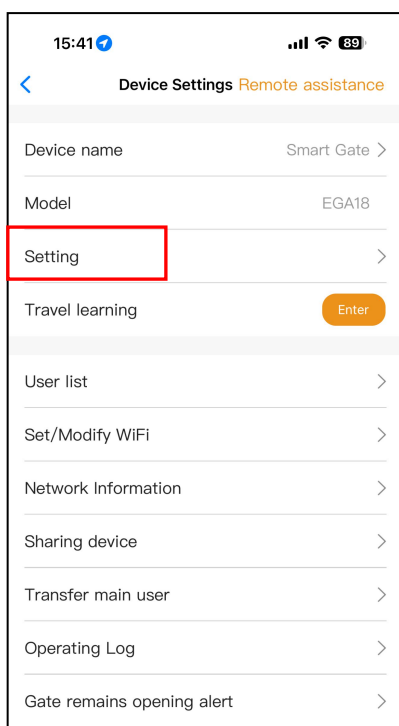 15:41 89
Device Settings Remote assistance
Device name Smart Gate
Model EGA18
Setting
Travel learning Enter
User list
Set/Modify WiFi
Network Information
Sharing device
Transfer main user
Operating Log
Gate remains opening alert